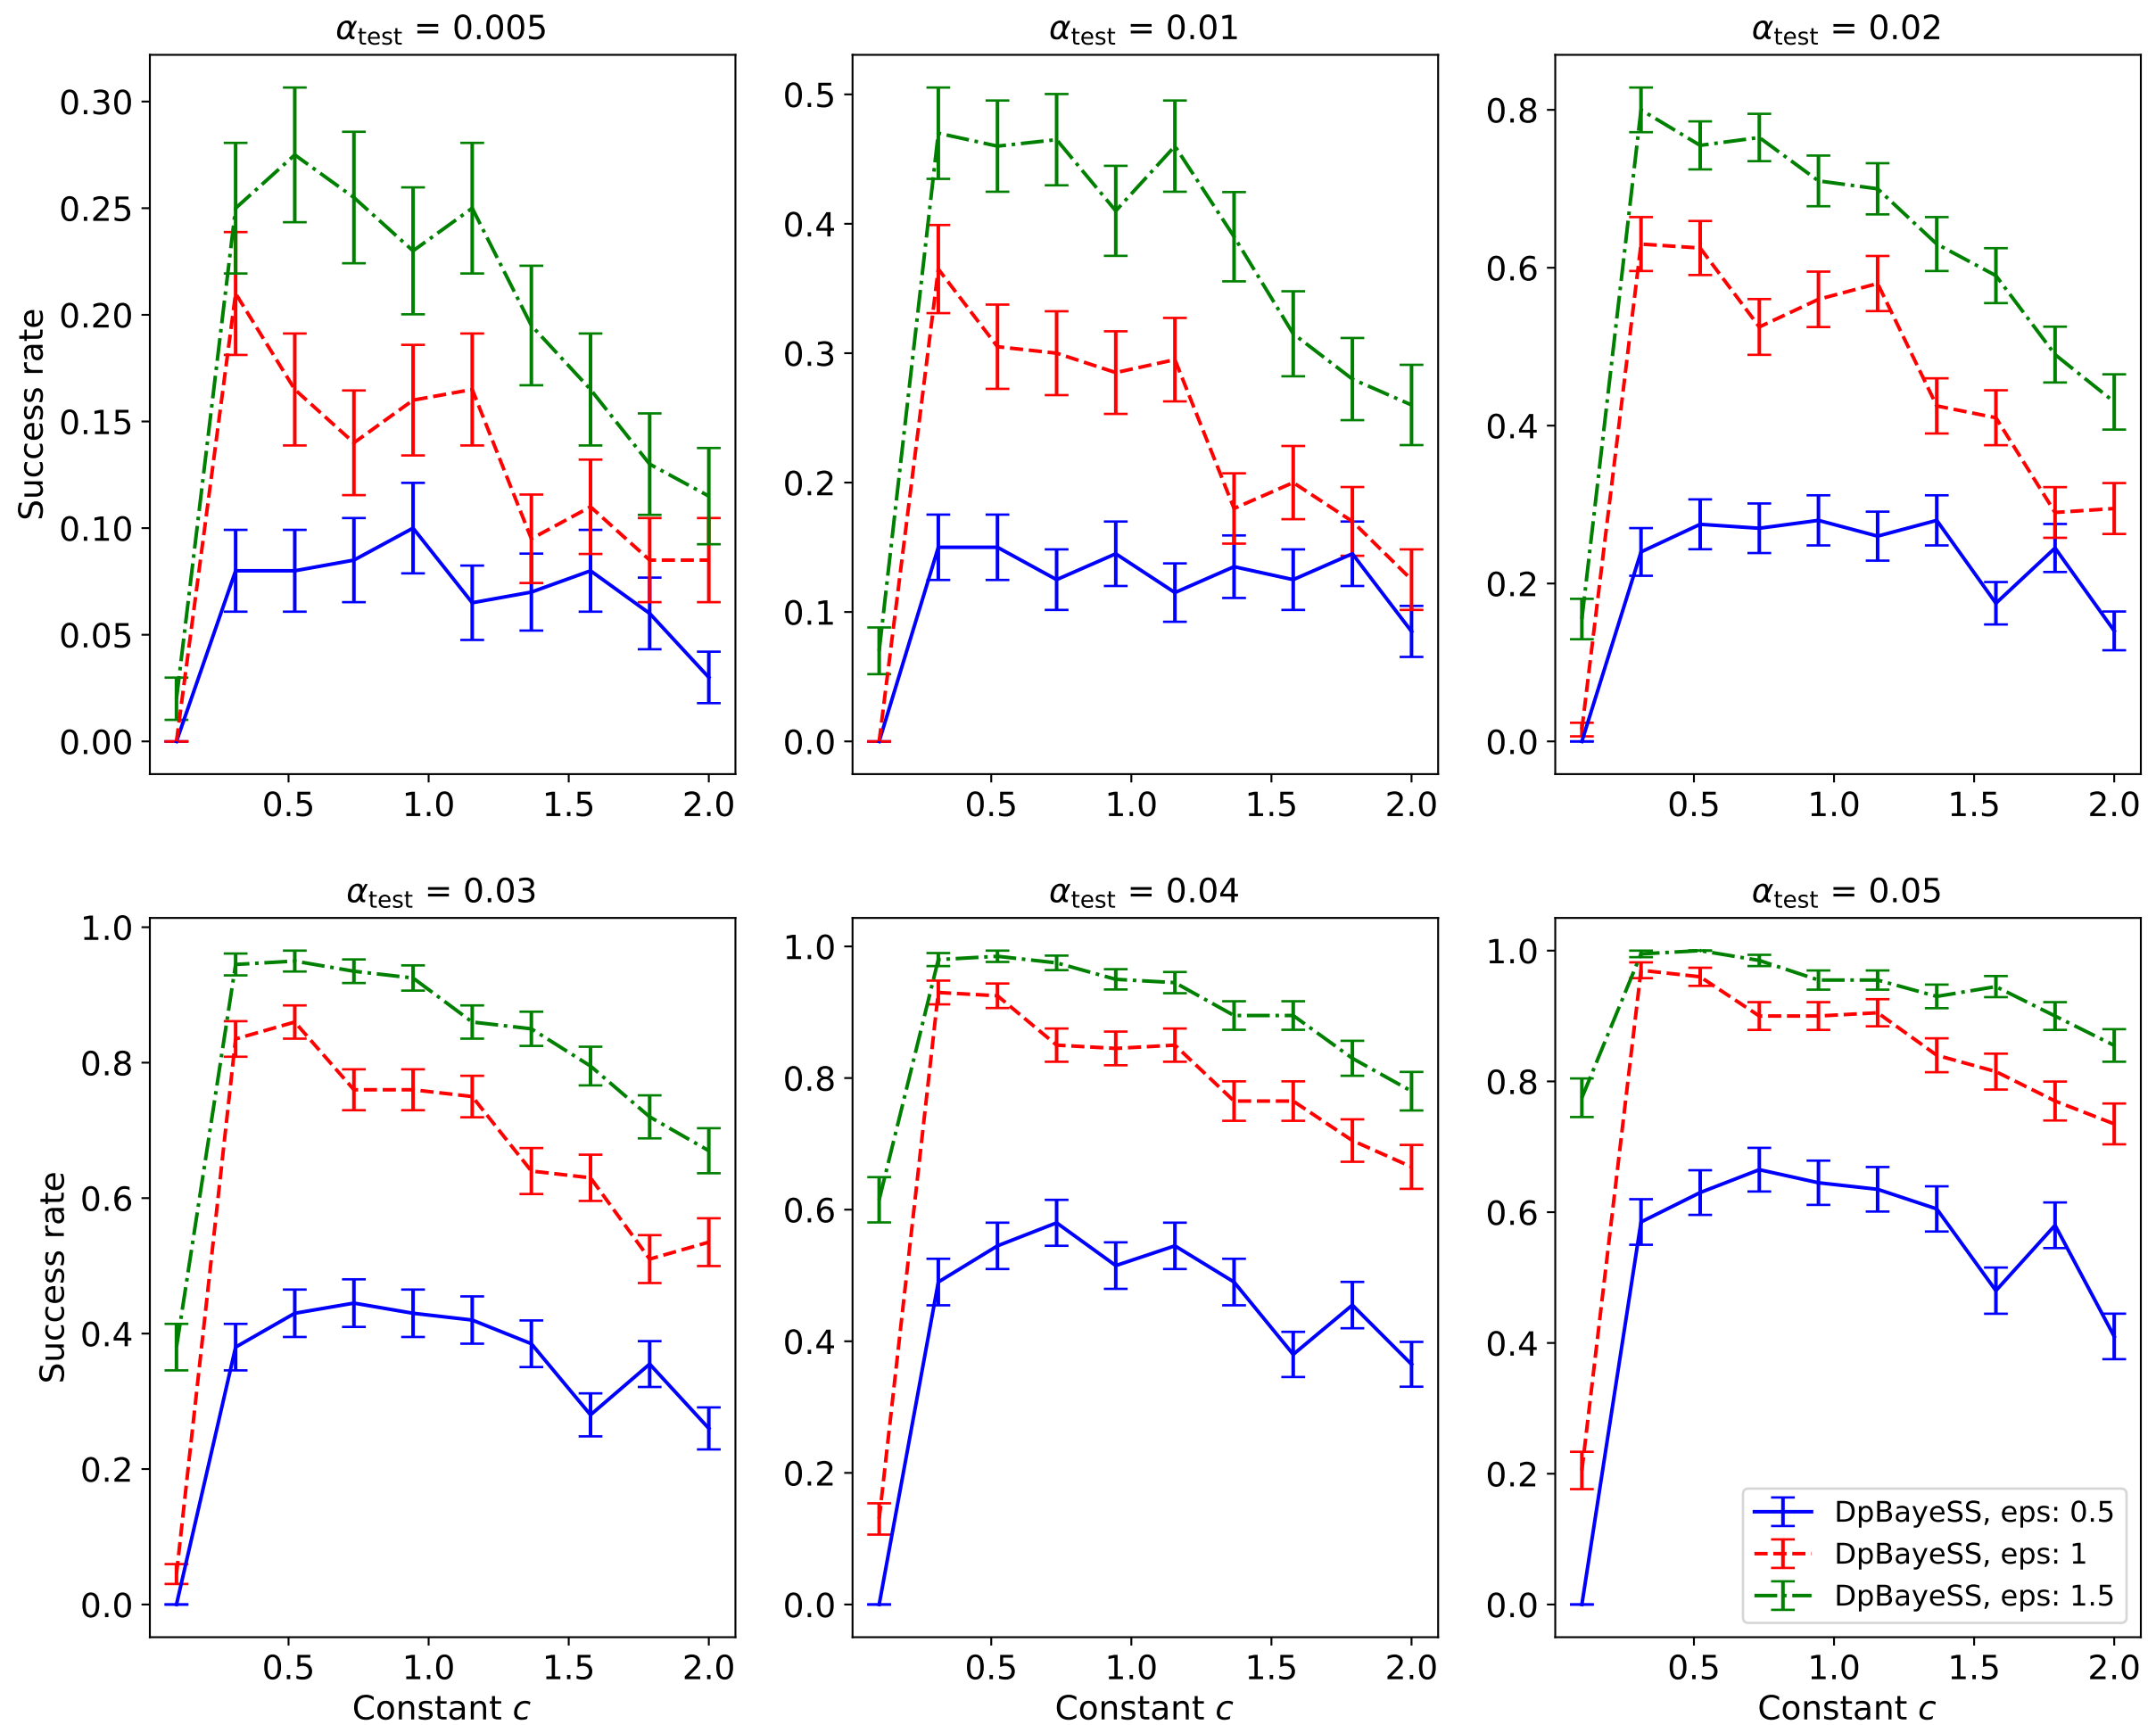 α_test = 0.005
α_test = 0.01
α_test = 0.02
Success rate
0.30
0.25
0.20
0.15
0.10
0.05
0.00
0.5 1.0 1.5 2.0
0.5
0.4
0.3
0.2
0.1
0.0
0.5 1.0 1.5 2.0
0.8
0.6
0.4
0.2
0.0
0.5 1.0 1.5 2.0
α_test = 0.03
α_test = 0.04
α_test = 0.05
Success rate
1.0
0.8
0.6
0.4
0.2
0.0
0.5 1.0 1.5 2.0
Constant c
1.0
0.8
0.6
0.4
0.2
0.0
0.5 1.0 1.5 2.0
Constant c
1.0
0.8
0.6
0.4
0.2
0.0
DpBayeSS, eps: 0.5
DpBayeSS, eps: 1
DpBayeSS, eps: 1.5
0.5 1.0 1.5 2.0
Constant c